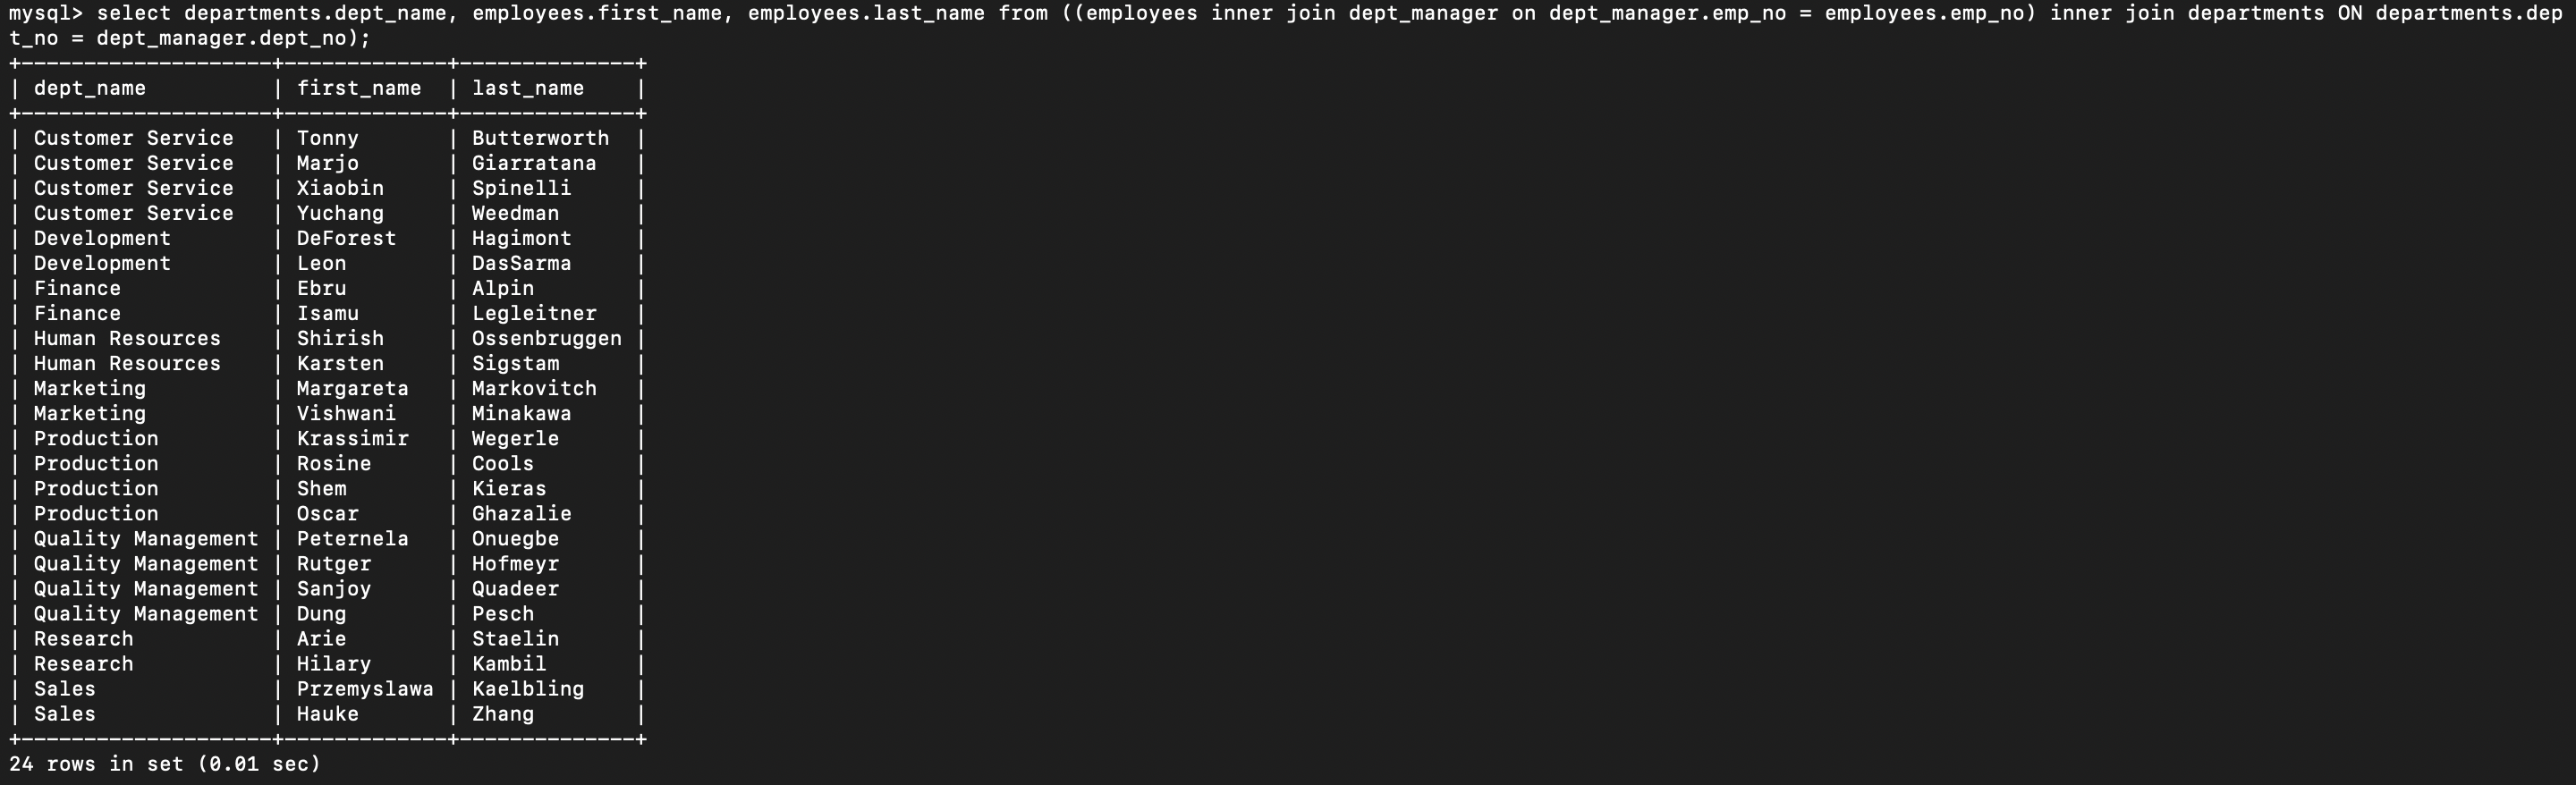 mysql> select departments.dept_name, employees.first_name, employees.last_name from ((employees inner join dept_manager on dept_manager.emp_no = employees.emp_no) inner join departments ON departments.dep
t_no = dept_manager.dept_no);
+--------------------+-------------+--------------+
| dept_name          | first_name  | last_name    |
+--------------------+-------------+--------------+
| Customer Service   | Tonny       | Butterworth  |
| Customer Service   | Marjo       | Giarratana   |
| Customer Service   | Xiaobin     | Spinelli     |
| Customer Service   | Yuchang     | Weedman      |
| Development        | DeForest    | Hagimont     |
| Development        | Leon        | DasSarma     |
| Finance            | Ebru        | Alpin        |
| Finance            | Isamu       | Legleitner   |
| Human Resources    | Shirish     | Ossenbruggen |
| Human Resources    | Karsten     | Sigstam      |
| Marketing          | Margareta   | Markovitch   |
| Marketing          | Vishwani    | Minakawa     |
| Production         | Krassimir   | Wegerle      |
| Production         | Rosine      | Cools        |
| Production         | Shem        | Kieras       |
| Production         | Oscar       | Ghazalie     |
| Quality Management | Peternela   | Onuegbe      |
| Quality Management | Rutger      | Hofmeyr      |
| Quality Management | Sanjoy      | Quadeer      |
| Quality Management | Dung        | Pesch        |
| Research           | Arie        | Staelin      |
| Research           | Hilary      | Kambil       |
| Sales              | Przemyslawa | Kaelbling    |
| Sales              | Hauke       | Zhang        |
+--------------------+-------------+--------------+
24 rows in set (0.01 sec)